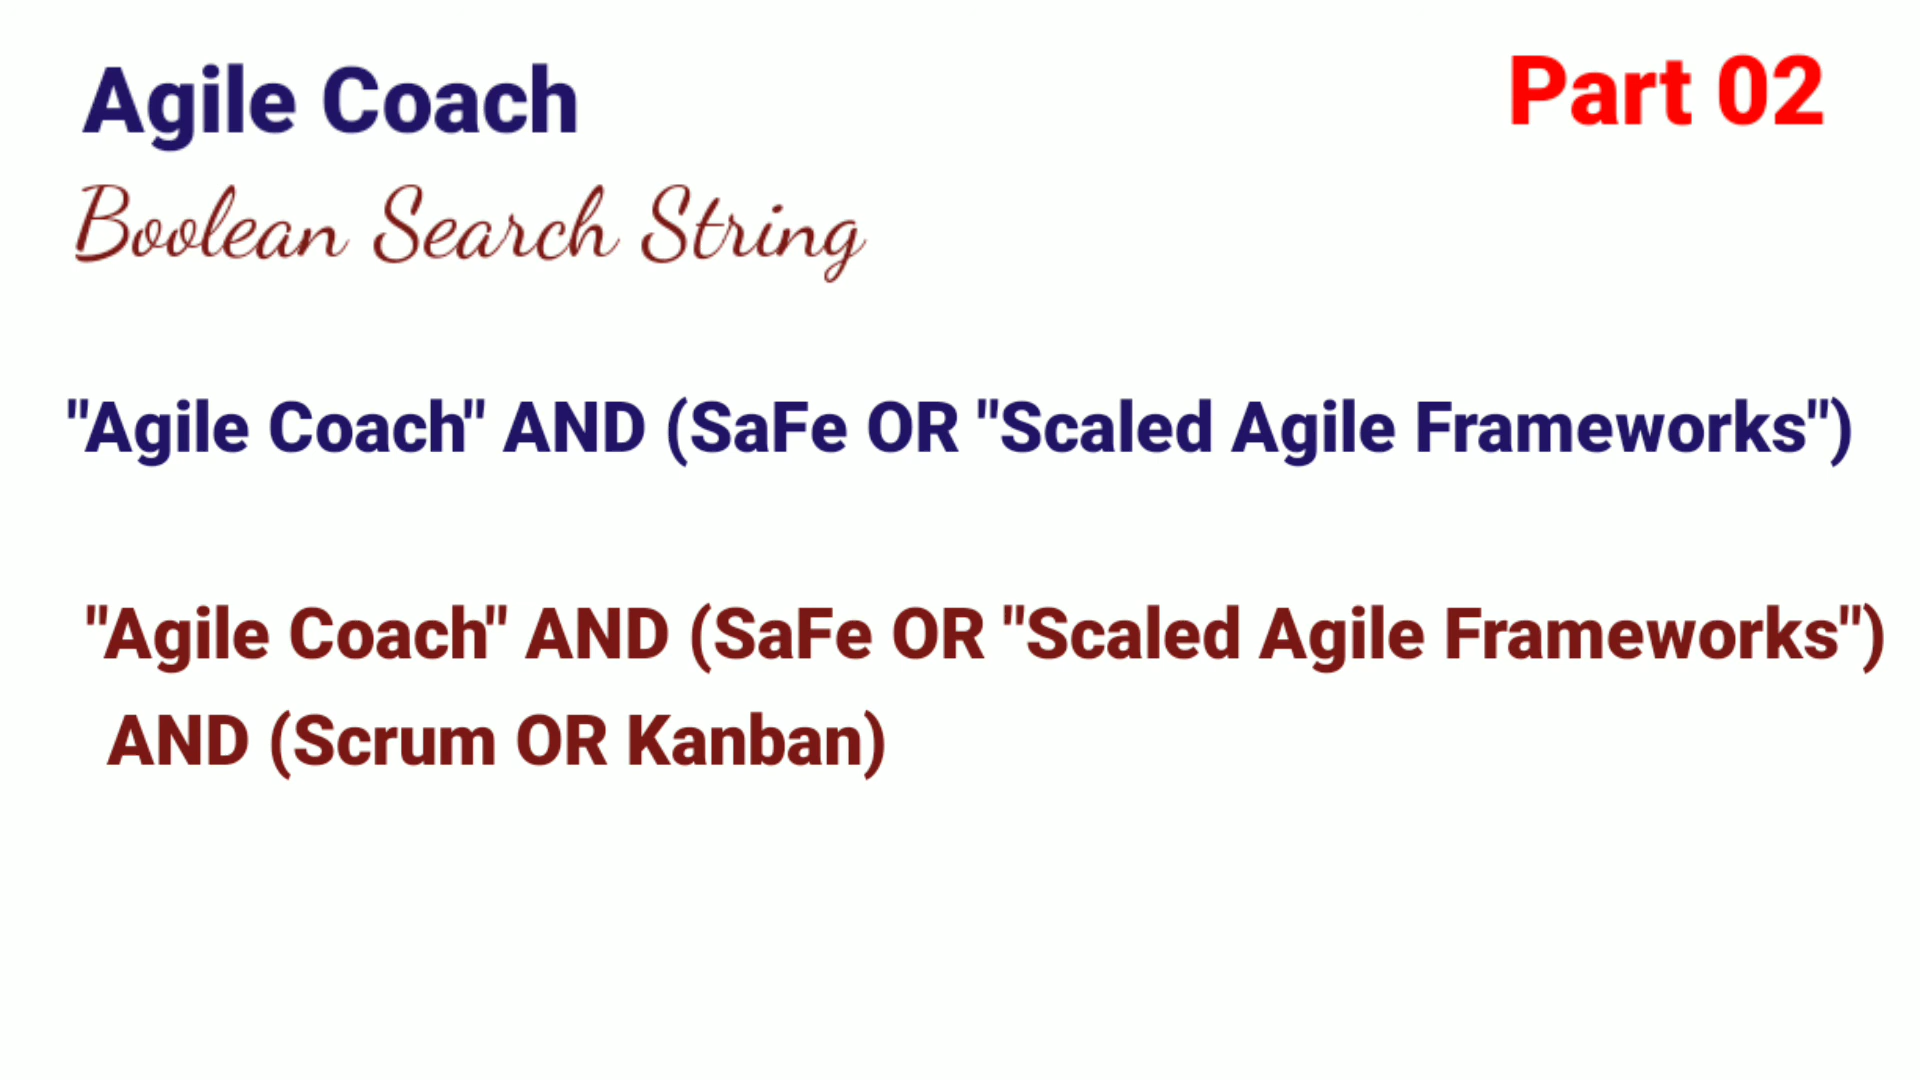 Agile Coach
Part 02
Boolean Search String
"Agile Coach" AND (SaFe OR "Scaled Agile Frameworks")
"Agile Coach" AND (SaFe OR "Scaled Agile Frameworks")
AND (Scrum OR Kanban)